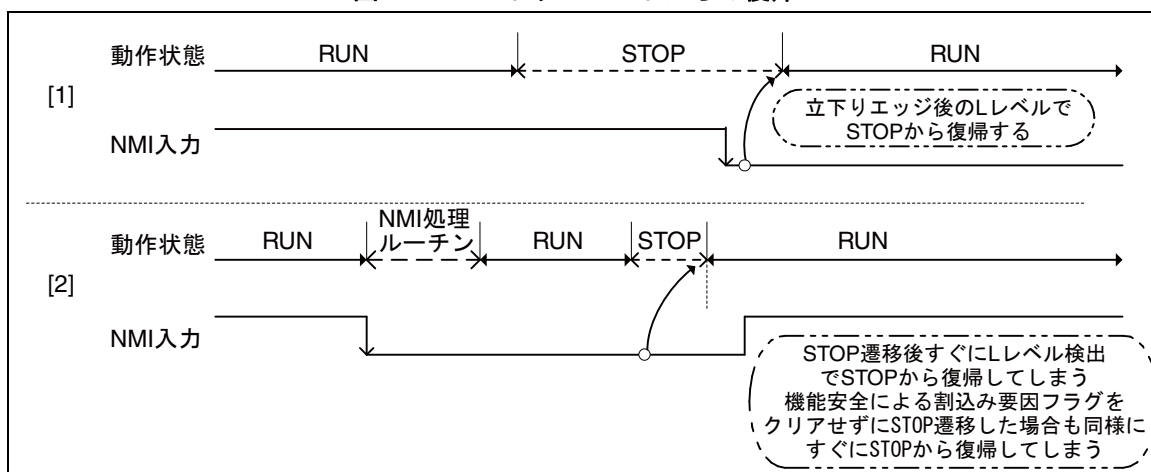 動作状態 RUN STOP RUN
[1]
立下りエッジ後のLレベルで
STOPから復帰する
NMI入力
動作状態 RUN NMI処理
ルーチン RUN STOP RUN
[2]
NMI入力
STOP遷移後すぐにLレベル検出
でSTOPから復帰してしまう
機能安全による割込み要因フラグを
クリアせずにSTOP遷移した場合も同様に
すぐにSTOPから復帰してしまう